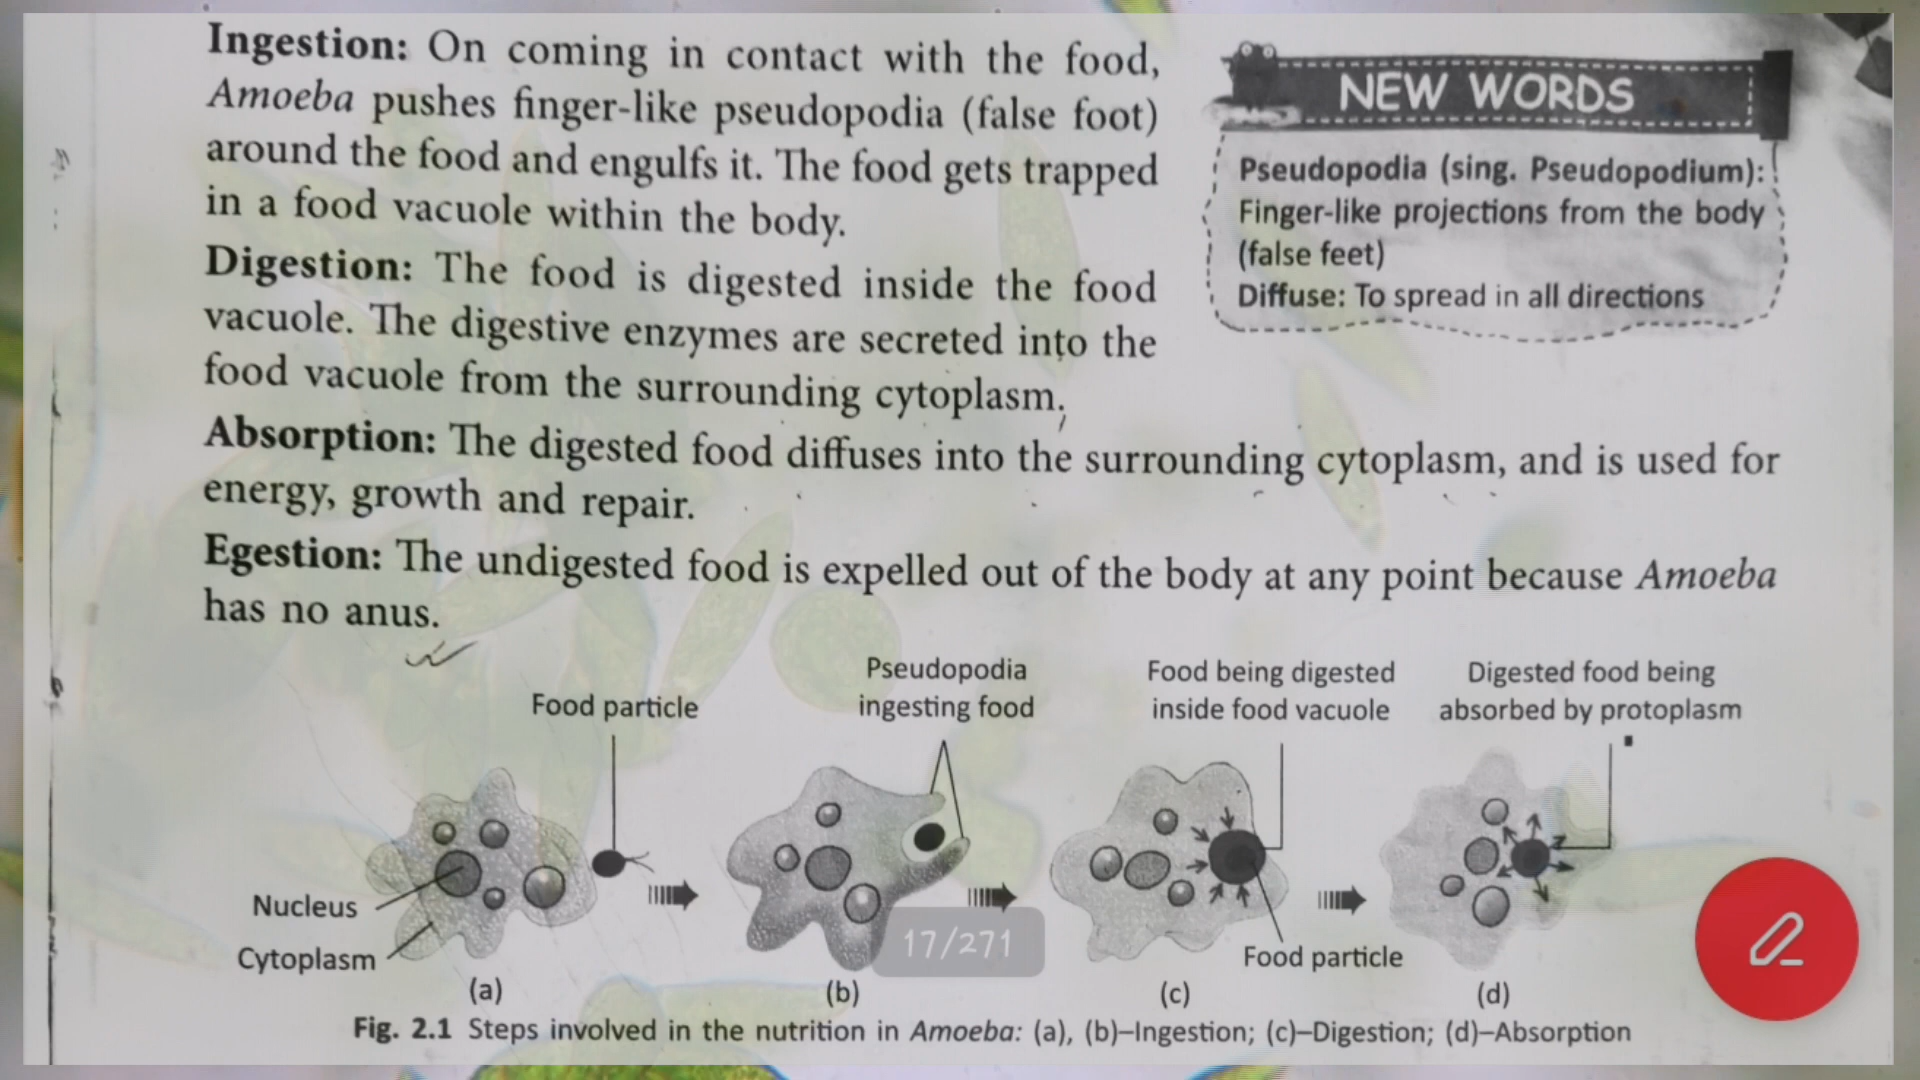 Ingestion: On coming in contact with the food,
Amoeba pushes finger-like pseudopodia (false foot)
around the food and engulfs it. The food gets trapped
in a food vacuole within the body.
Digestion: The food is digested inside the food
vacuole. The digestive enzymes are secreted into the
food vacuole from the surrounding cytoplasm.
NEW WORDS
Pseudopodia (sing. Pseudopodium):
Finger-like projections from the body
(false feet)
Diffuse: To spread in all directions
Absorption: The digested food diffuses into the surrounding cytoplasm, and is used for
energy, growth and repair.
Egestion: The undigested food is expelled out of the body at any point because Amoeba
has no anus.
Food particle
Pseudopodia
ingesting food
Food being digested
inside food vacuole
Digested food being
absorbed by protoplasm
Nucleus
Cytoplasm
Food particle
17/271
(a)
(b)
(c)
(d)
Fig. 2.1 Steps involved in the nutrition in Amoeba: (a), (b)–Ingestion; (c)–Digestion; (d)–Absorption